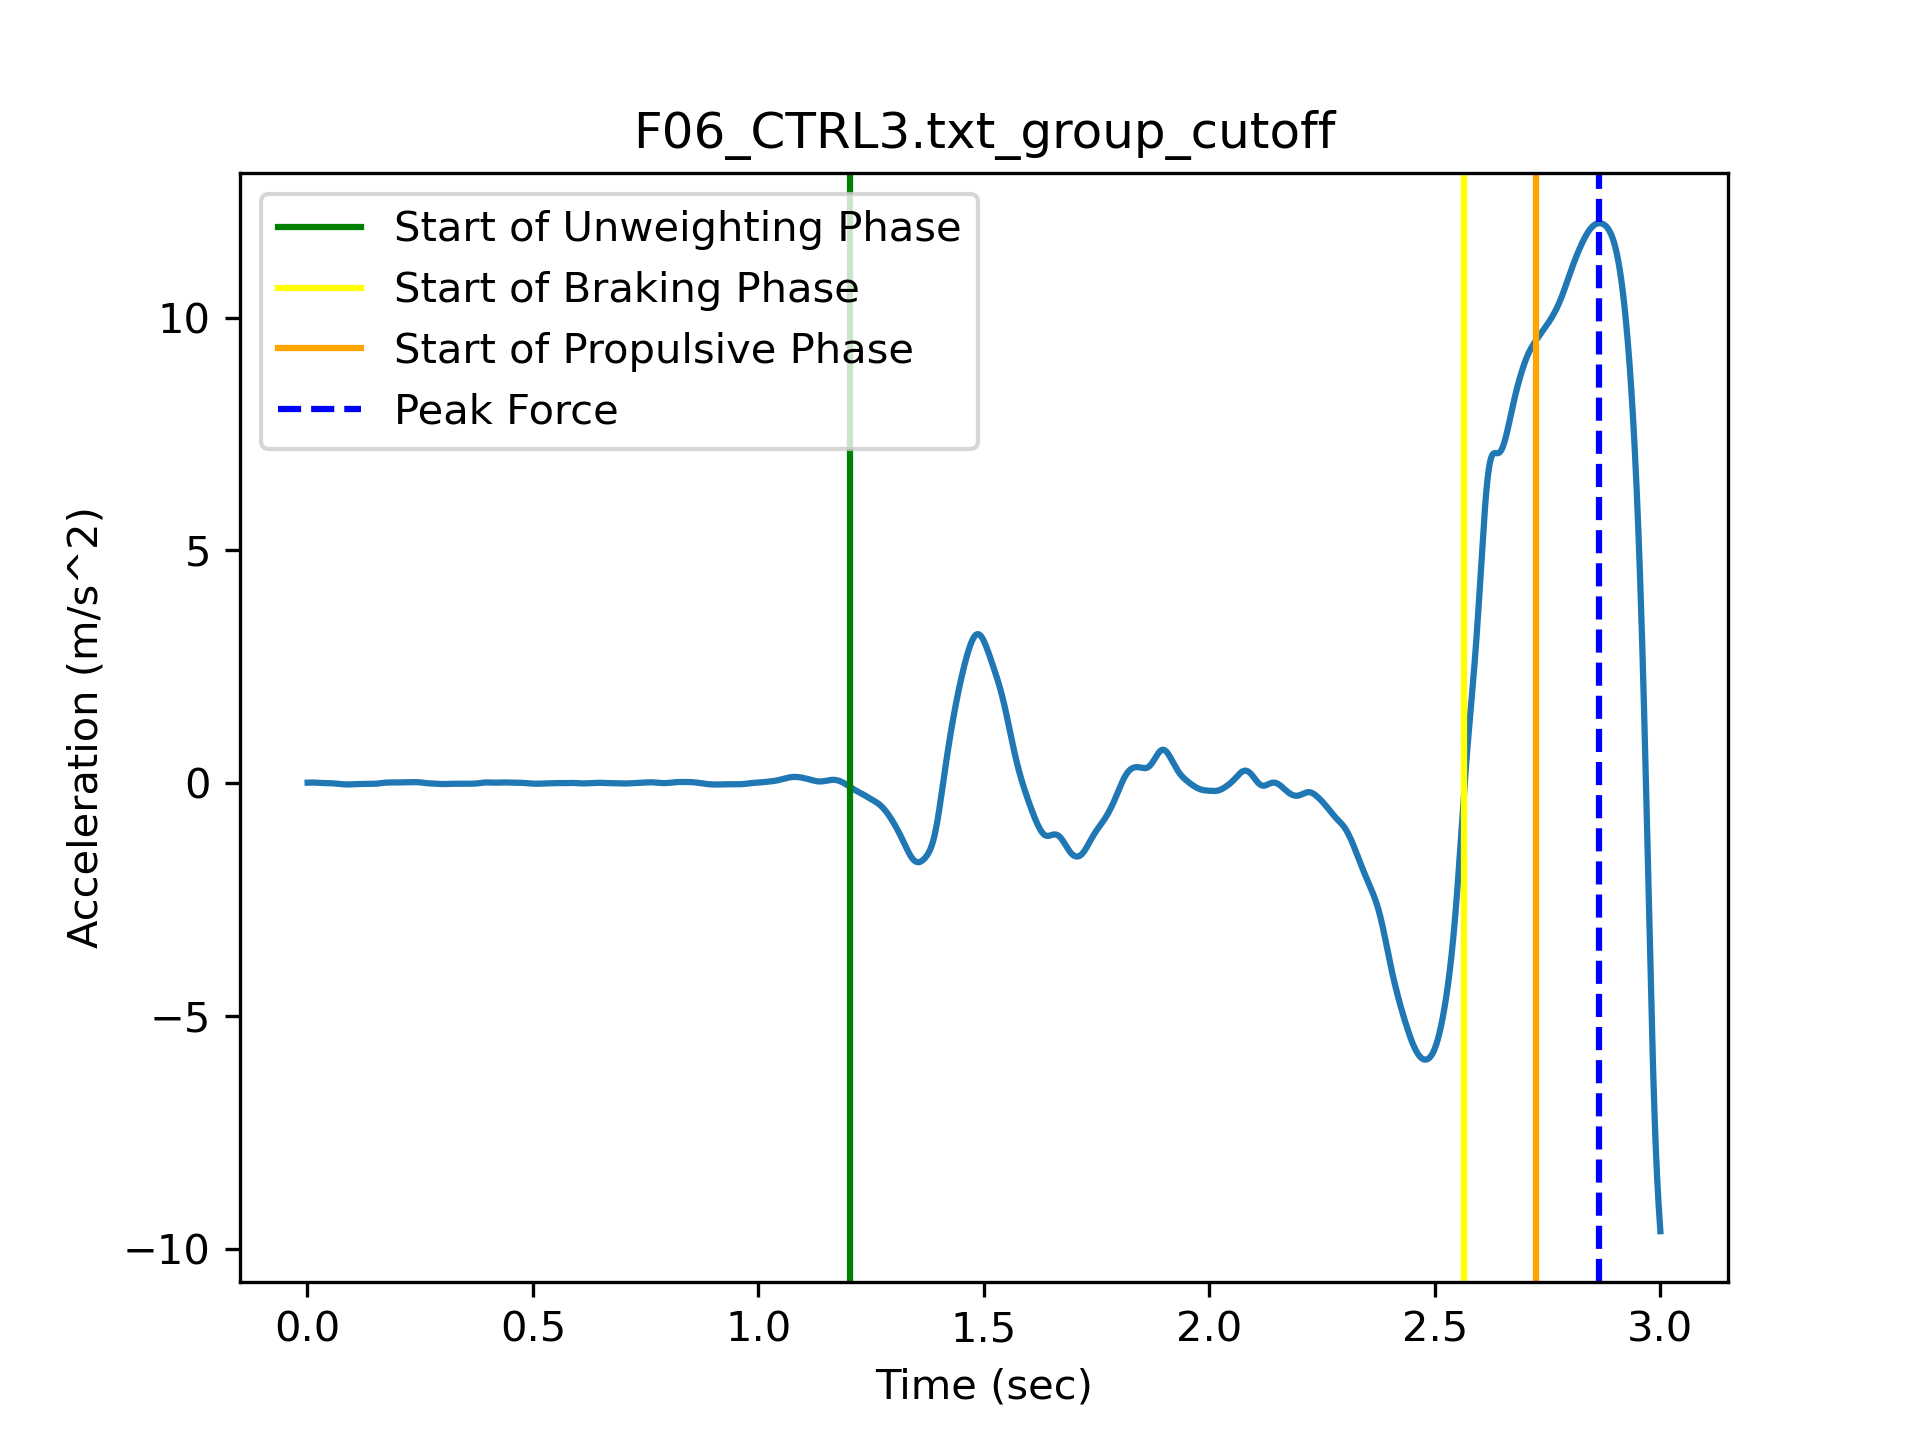 F06_CTRL3.txt_group_cutoff
Start of Unweighting Phase
Start of Braking Phase
Start of Propulsive Phase
Peak Force
Acceleration (m/s^2)
10
5
0
−5
−10
0.0 0.5 1.0 1.5 2.0 2.5 3.0
Time (sec)